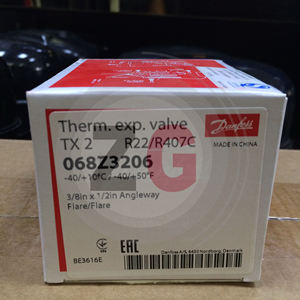 Therm. exp. valve
TX 2 R22/R407C
068Z3206
-40/+10°C / -40/+50°F
3/8in x 1/2in Angleway
Flare/Flare
Danfoss
MADE IN CHINA
ZG
EAC
Danfoss A/S, 6430 Nordborg, Denmark
BE3616E